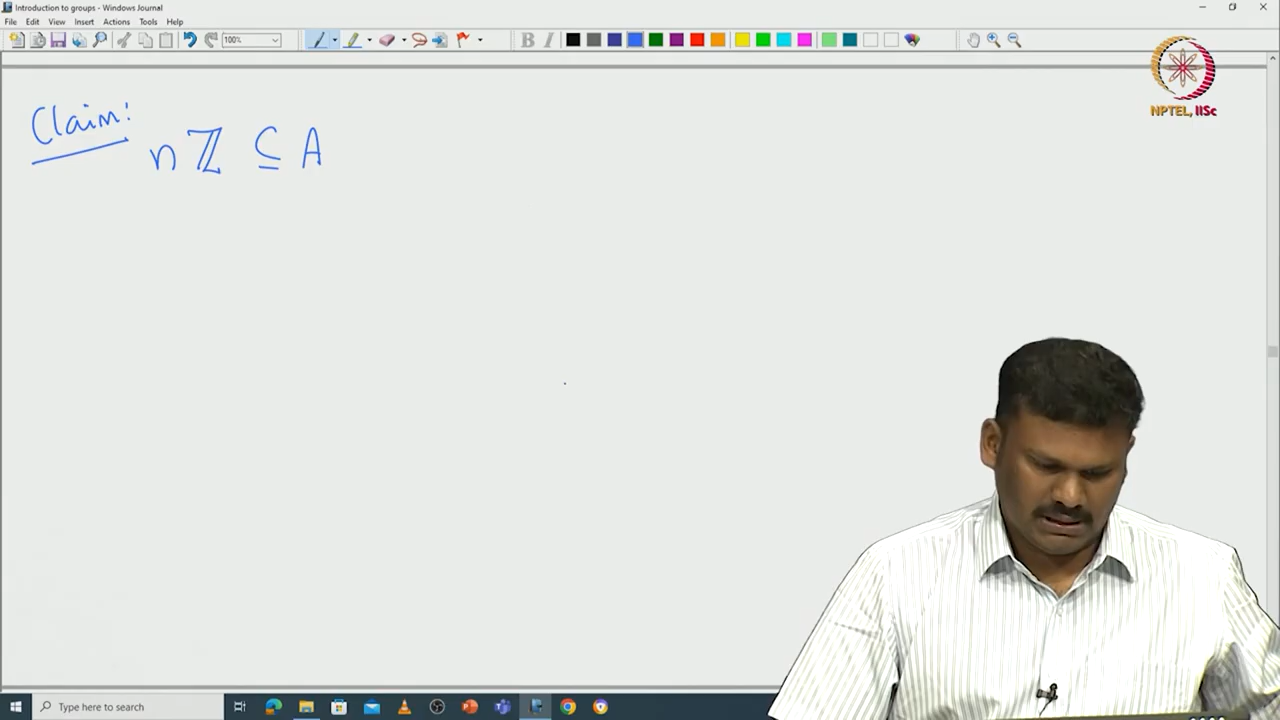 Introduction to groups - Windows Journal
File Edit View Insert Actions Tools Help
100%
B I
NPTEL, IISc
Claim:
nℤ ⊆ A
Type here to search